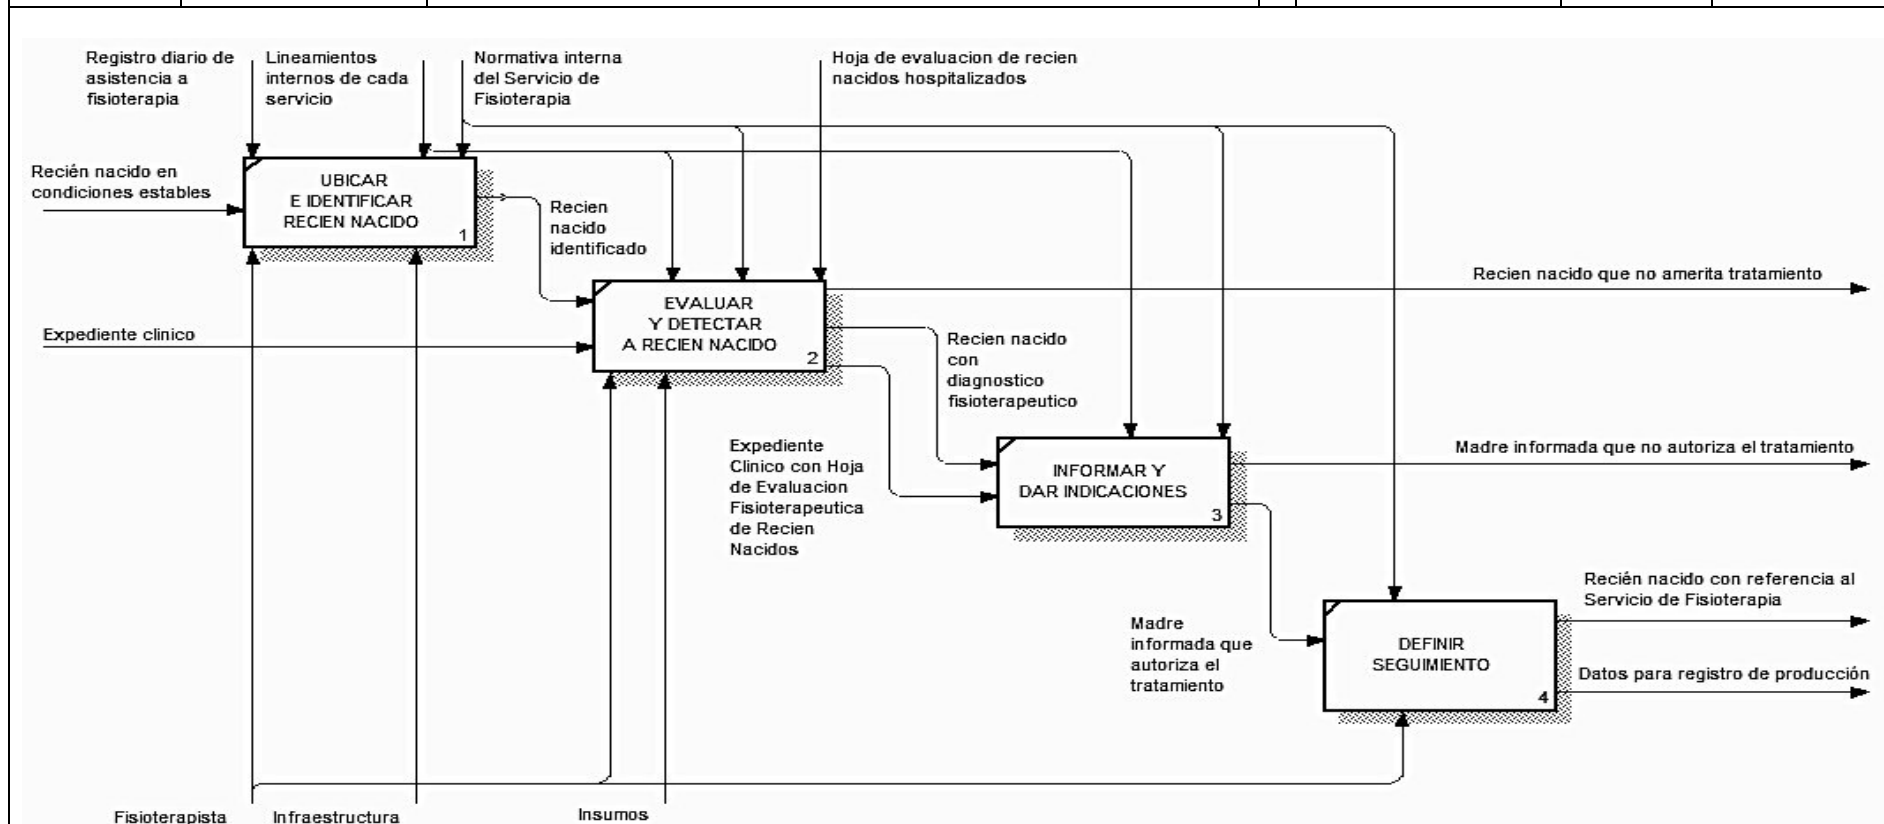 Registro diario de
asistencia a
fisioterapia
Lineamientos
internos de cada
servicio
Normativa interna
del Servicio de
Fisioterapia
Hoja de evaluacion de recien
nacidos hospitalizados
Recién nacido en
condiciones estables
UBICAR
E IDENTIFICAR
RECIEN NACIDO
1
Recien
nacido
identificado
Expediente clinico
EVALUAR
Y DETECTAR
A RECIEN NACIDO
2
Recien nacido que no amerita tratamiento
Recien nacido
con
diagnostico
fisioterapeutico
Expediente
Clinico con Hoja
de Evaluacion
Fisioterapeutica
de Recien
Nacidos
INFORMAR Y
DAR INDICACIONES
3
Madre informada que no autoriza el tratamiento
Madre
informada que
autoriza el
tratamiento
DEFINIR
SEGUIMIENTO
4
Recién nacido con referencia al
Servicio de Fisioterapia
Datos para registro de producción
Fisioterapista
Infraestructura
Insumos